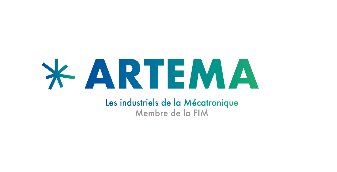 ARTEMA
Les industriels de la Mécatronique
Membre de la FIM